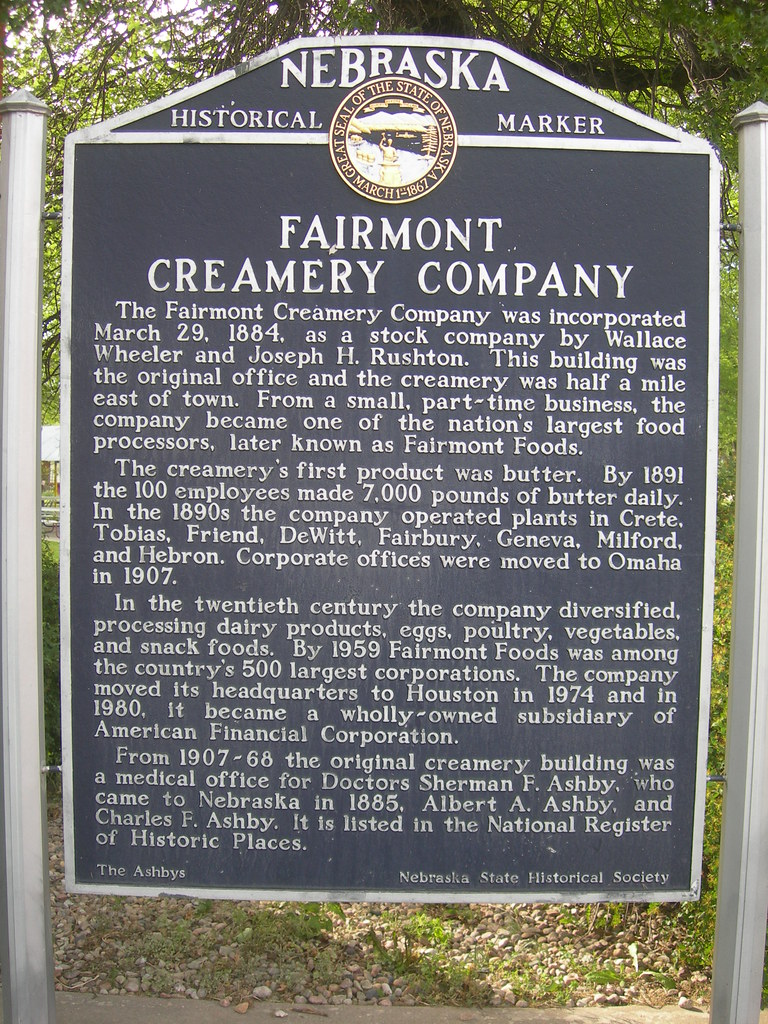 NEBRASKA
HISTORICAL MARKER
GREAT SEAL OF THE STATE OF NEBRASKA
MARCH 1ST 1867
FAIRMONT
CREAMERY COMPANY
The Fairmont Creamery Company was incorporated
March 29, 1884, as a stock company by Wallace
Wheeler and Joseph H. Rushton. This building was
the original office and the creamery was half a mile
east of town. From a small, part-time business, the
company became one of the nation's largest food
processors, later known as Fairmont Foods.
The creamery's first product was butter. By 1891
the 100 employees made 7,000 pounds of butter daily.
In the 1890s the company operated plants in Crete,
Tobias, Friend, DeWitt, Fairbury, Geneva, Milford,
and Hebron. Corporate offices were moved to Omaha
in 1907.
In the twentieth century the company diversified,
processing dairy products, eggs, poultry, vegetables,
and snack foods. By 1959 Fairmont Foods was among
the country's 500 largest corporations. The company
moved its headquarters to Houston in 1974 and in
1980, it became a wholly-owned subsidiary of
American Financial Corporation.
From 1907-68 the original creamery building was
a medical office for Doctors Sherman F. Ashby, who
came to Nebraska in 1885, Albert A. Ashby, and
Charles F. Ashby. It is listed in the National Register
of Historic Places.
The Ashbys Nebraska State Historical Society